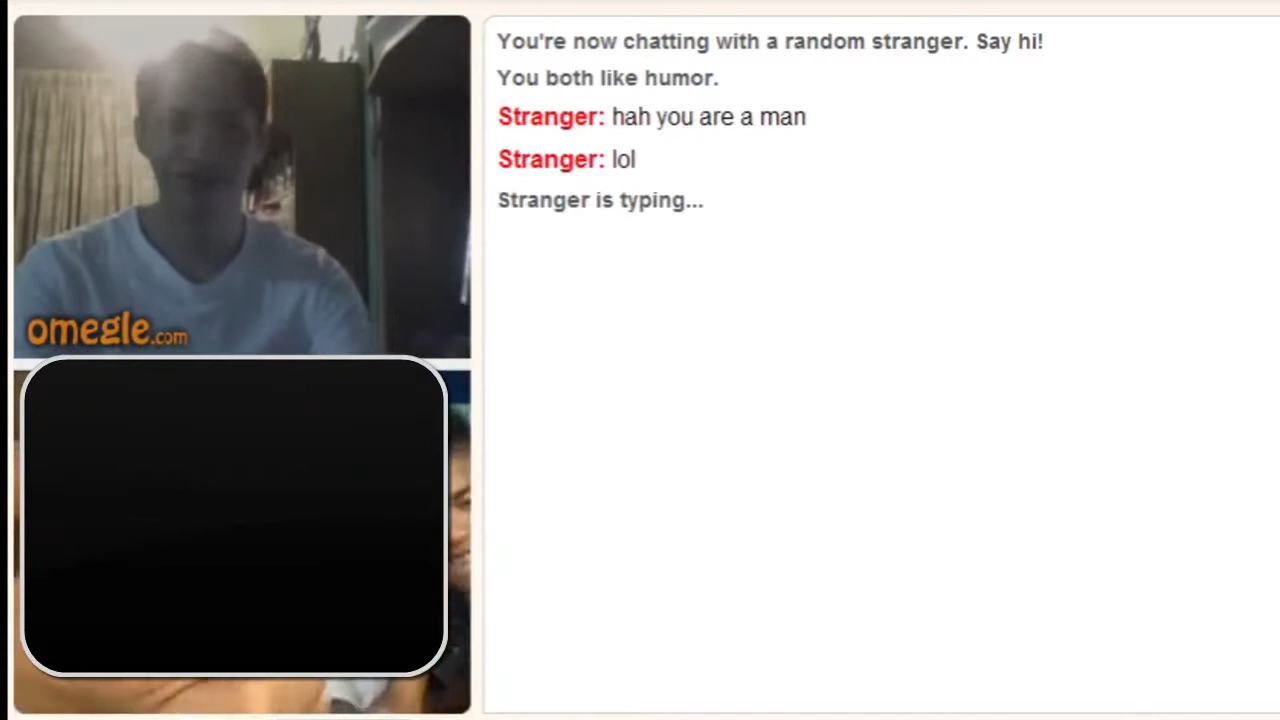 You're now chatting with a random stranger. Say hi!
You both like humor.
Stranger: hah you are a man
Stranger: lol
Stranger is typing...
omegle.com